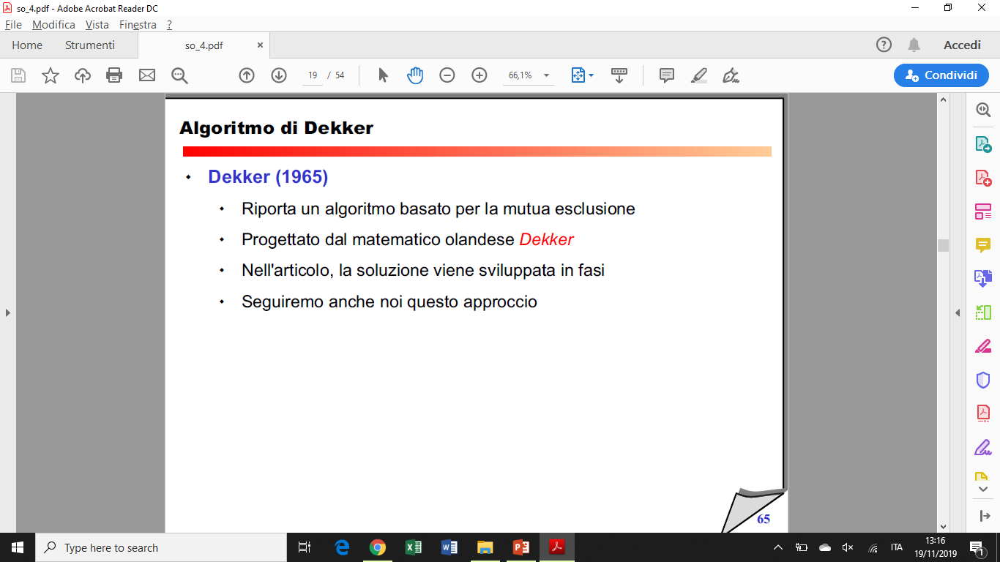 so_4.pdf - Adobe Acrobat Reader DC
File Modifica Vista Finestra ?
Home Strumenti so_4.pdf × Accedi
19 / 54 66,1% Condividi
Algoritmo di Dekker
Dekker (1965)
Riporta un algoritmo basato per la mutua esclusione
Progettato dal matematico olandese Dekker
Nell'articolo, la soluzione viene sviluppata in fasi
Seguiremo anche noi questo approccio
65
Type here to search
ITA
13:16
19/11/2019
1